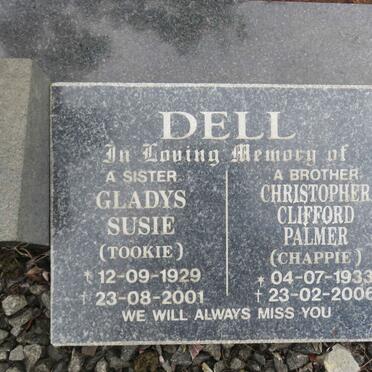 DELL
In Loving Memory of
A SISTER
GLADYS
SUSIE
(TOOKIE)
* 12-09-1929
† 23-08-2001
A BROTHER
CHRISTOPHER
CLIFFORD
PALMER
(CHAPPIE)
* 04-07-1933
† 23-02-2006
WE WILL ALWAYS MISS YOU